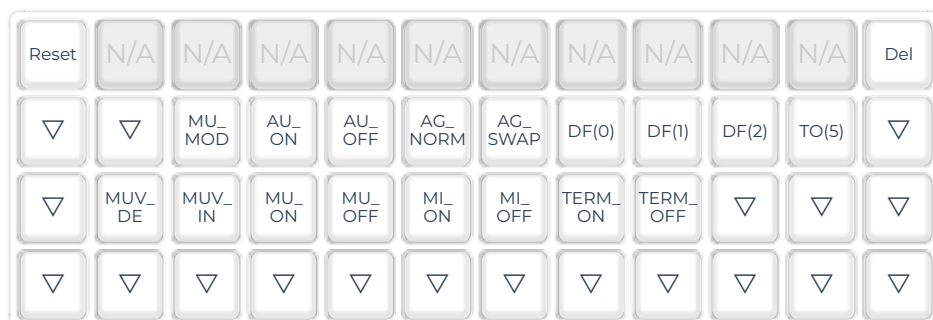 Reset N/A N/A N/A N/A N/A N/A N/A N/A N/A N/A Del
▽ ▽ MU_ MOD AU_ ON AU_ OFF AG_ NORM AG_ SWAP DF(0) DF(1) DF(2) TO(5) ▽
▽ MUV_ DE MUV_ IN MU_ ON MU_ OFF MI_ ON MI_ OFF TERM_ ON TERM_ OFF ▽ ▽ ▽
▽ ▽ ▽ ▽ ▽ ▽ ▽ ▽ ▽ ▽ ▽ ▽